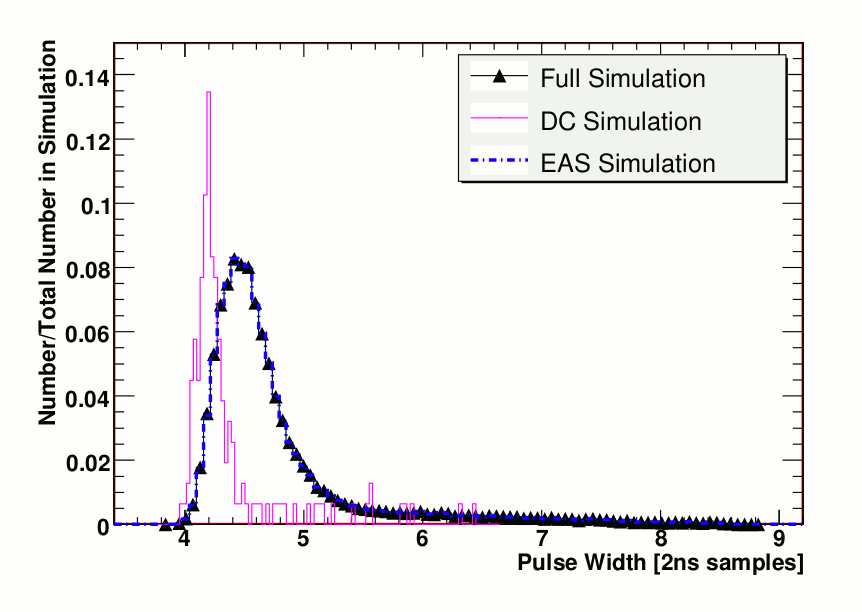 Number/Total Number in Simulation
0.14
0.12
0.1
0.08
0.06
0.04
0.02
0
Full Simulation
DC Simulation
EAS Simulation
4 5 6 7 8 9
Pulse Width [2ns samples]